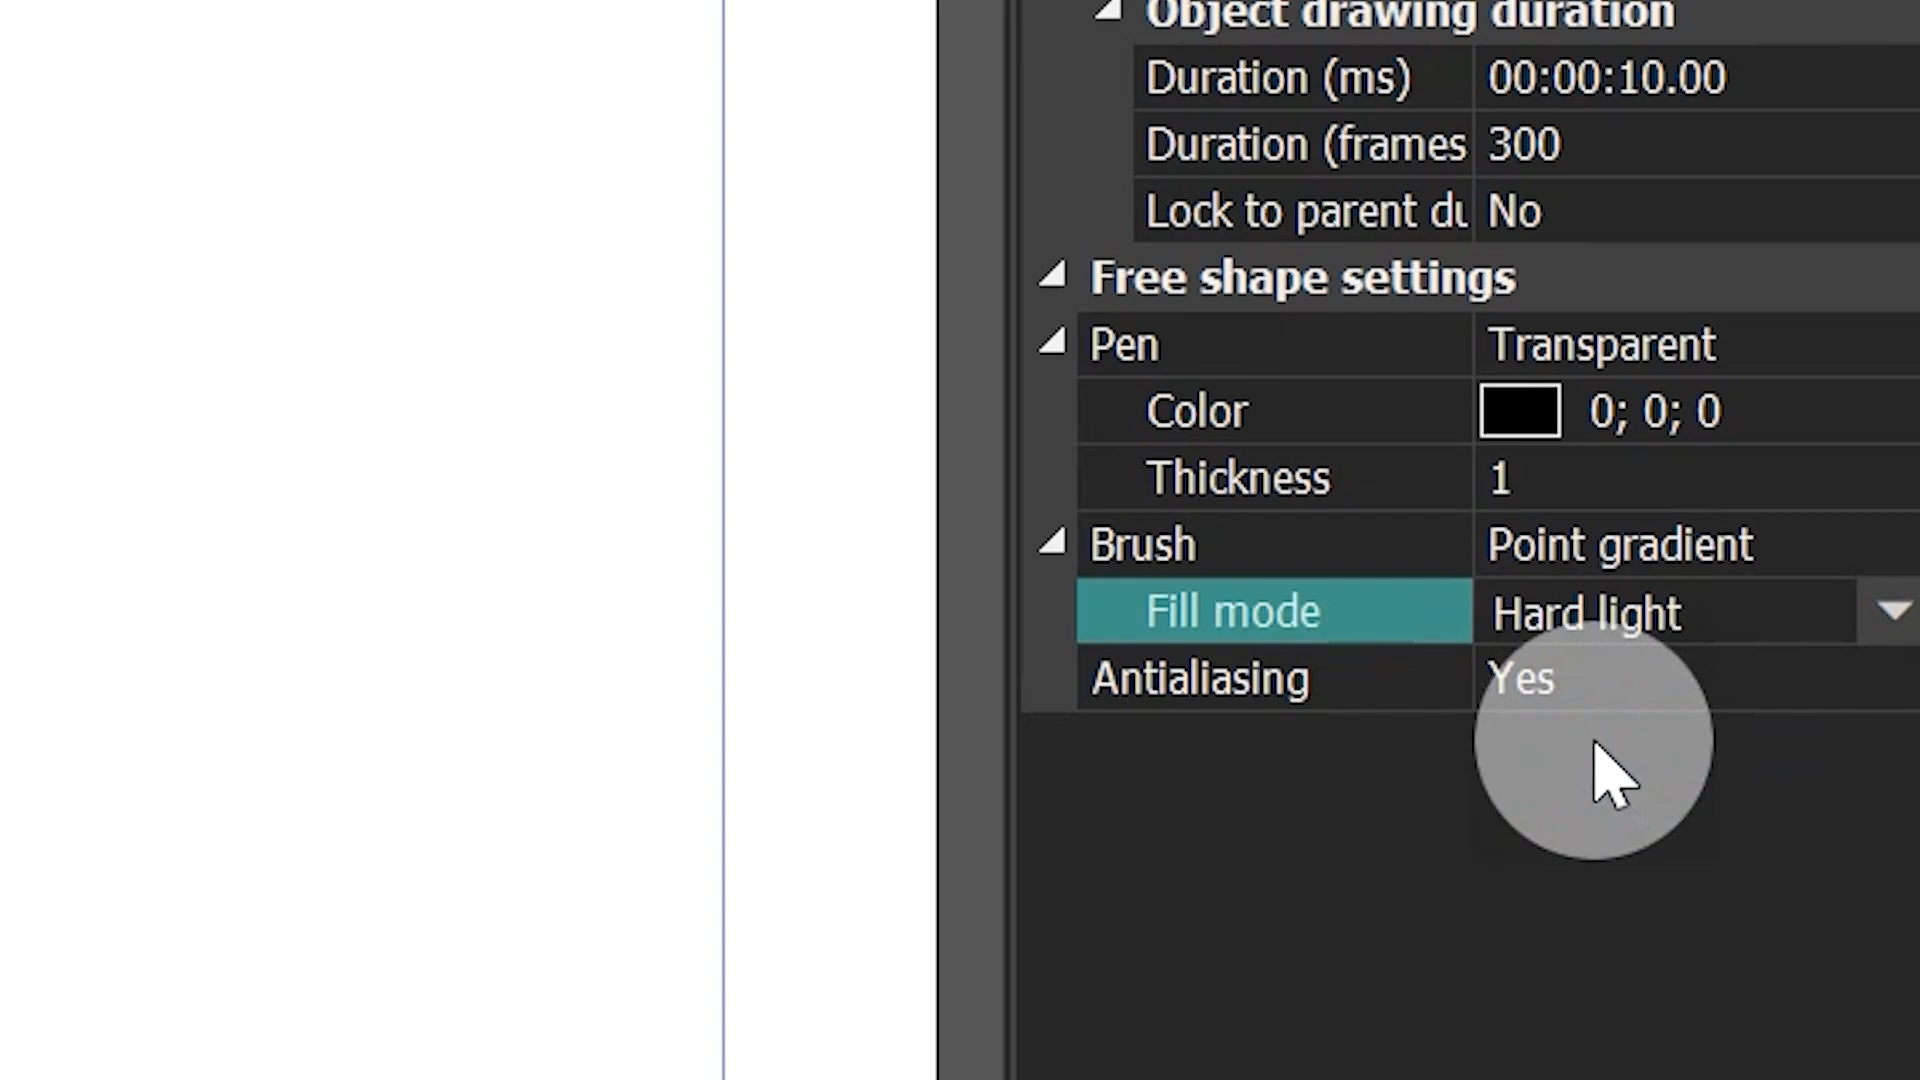 Object drawing duration
Duration (ms) 00:00:10.00
Duration (frames 300
Lock to parent du No
Free shape settings
Pen Transparent
Color 0; 0; 0
Thickness 1
Brush Point gradient
Fill mode Hard light
Antialiasing Yes